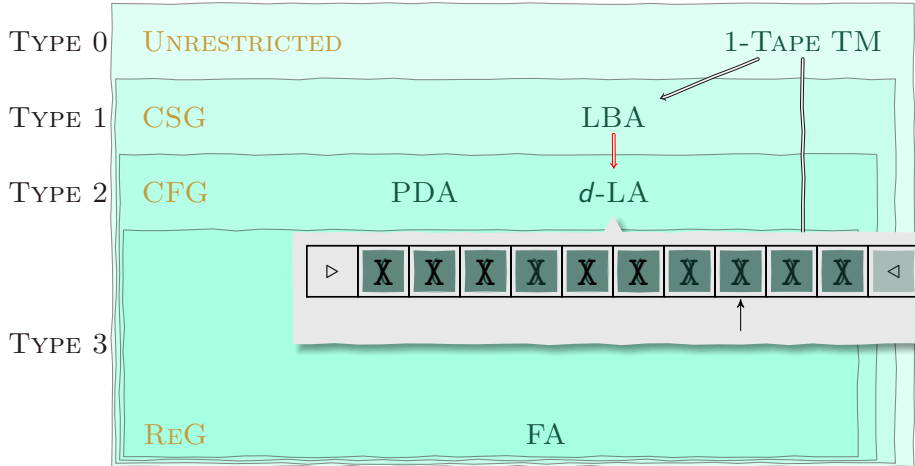 TYPE 0 UNRESTRICTED 1-TAPE TM
TYPE 1 CSG LBA
TYPE 2 CFG PDA d-LA
▷ X X X X X X X X X X ◁
TYPE 3
REG FA